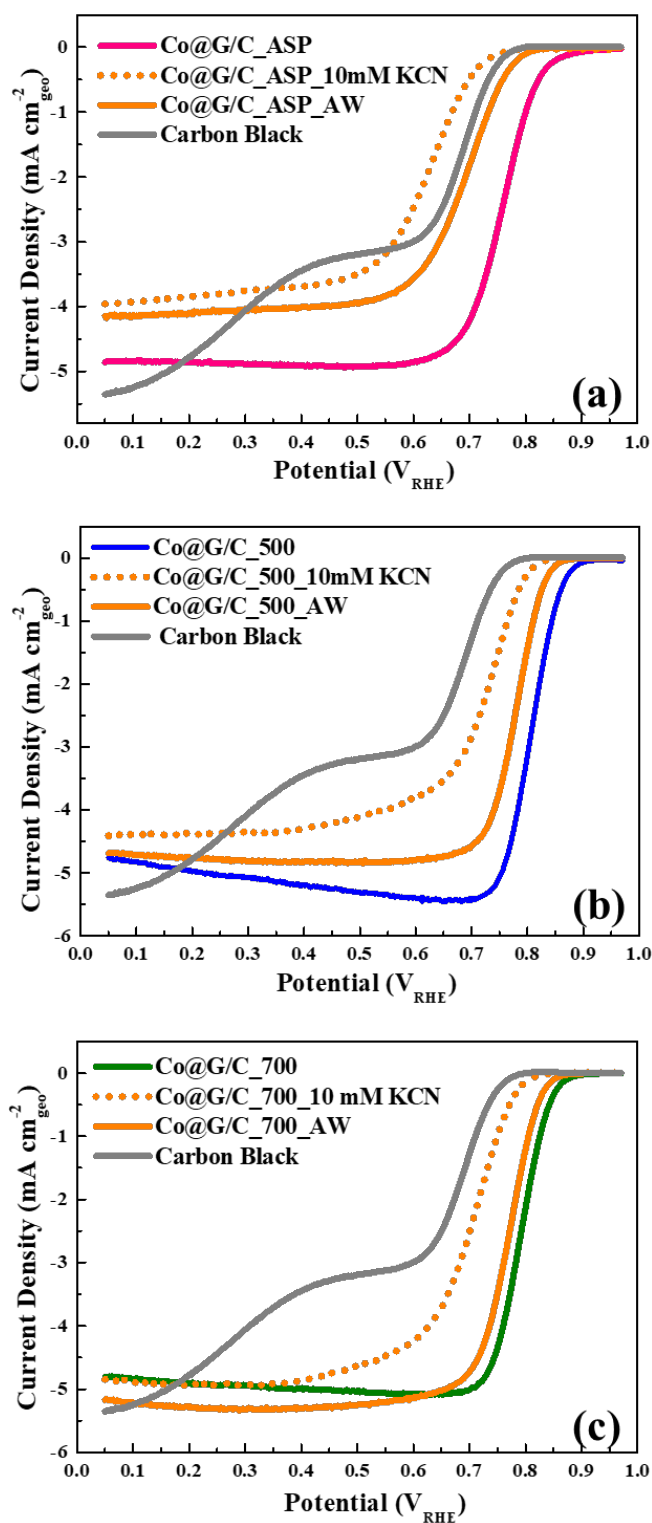 Co@G/C_ASP
Co@G/C_ASP_10mM KCN
Co@G/C_ASP_AW
Carbon Black
0
-1
-2
-3
-4
-5
Current Density (mA cm⁻²geo)
0.0 0.1 0.2 0.3 0.4 0.5 0.6 0.7 0.8 0.9 1.0
Potential (VRHE)
(a)
Co@G/C_500
Co@G/C_500_10mM KCN
Co@G/C_500_AW
Carbon Black
0
-1
-2
-3
-4
-5
-6
Current Density (mA cm⁻²geo)
0.0 0.1 0.2 0.3 0.4 0.5 0.6 0.7 0.8 0.9 1.0
Potential (VRHE)
(b)
Co@G/C_700
Co@G/C_700_10 mM KCN
Co@G/C_700_AW
Carbon Black
0
-1
-2
-3
-4
-5
-6
Current Density (mA cm⁻²geo)
0.0 0.1 0.2 0.3 0.4 0.5 0.6 0.7 0.8 0.9 1.0
Potential (VRHE)
(c)